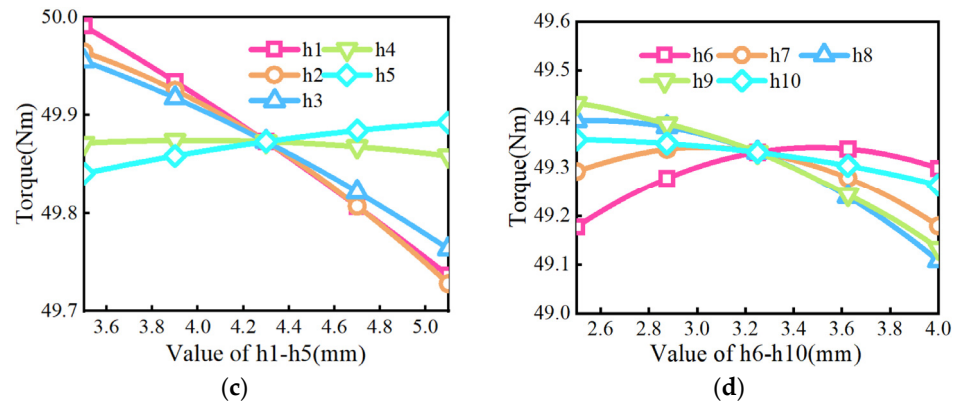 50.0
49.9
49.8
49.7
Torque(Nm)
h1 h4
h2 h5
h3
3.6 3.8 4.0 4.2 4.4 4.6 4.8 5.0
Value of h1-h5(mm)
(c)
49.6
49.5
49.4
49.3
49.2
49.1
49.0
Torque(Nm)
h6 h7 h8
h9 h10
2.6 2.8 3.0 3.2 3.4 3.6 3.8 4.0
Value of h6-h10(mm)
(d)